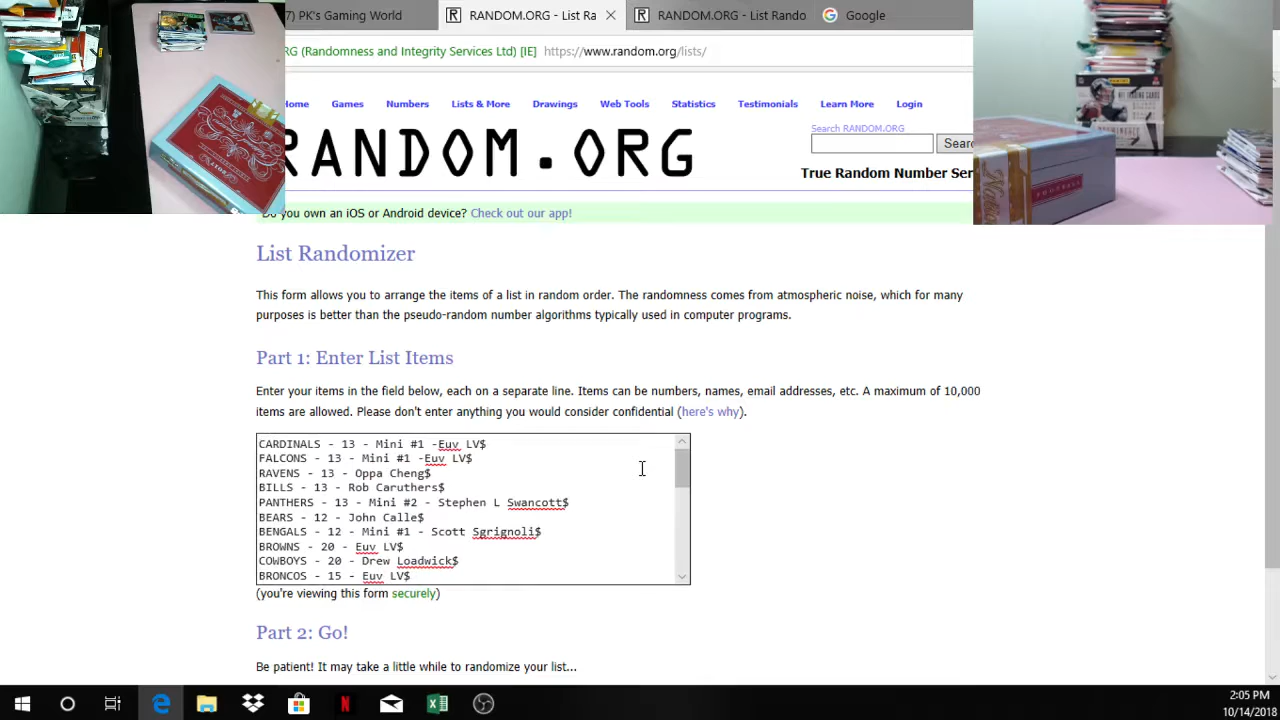 7) PK's Gaming World
R RANDOM.ORG - List Ra
R RANDOM.ORG - List Rando
Google
RG (Randomness and Integrity Services Ltd) [IE] https://www.random.org/lists/
Home Games Numbers Lists & More Drawings Web Tools Statistics Testimonials Learn More Login
RANDOM.ORG
Search RANDOM.ORG
Searc
True Random Number Ser
Do you own an iOS or Android device? Check out our app!
List Randomizer
This form allows you to arrange the items of a list in random order. The randomness comes from atmospheric noise, which for many
purposes is better than the pseudo-random number algorithms typically used in computer programs.
Part 1: Enter List Items
Enter your items in the field below, each on a separate line. Items can be numbers, names, email addresses, etc. A maximum of 10,000
items are allowed. Please don't enter anything you would consider confidential (here's why).
CARDINALS - 13 - Mini #1 -Euv LV$
FALCONS - 13 - Mini #1 -Euv LV$
RAVENS - 13 - Oppa Cheng$
BILLS - 13 - Rob Caruthers$
PANTHERS - 13 - Mini #2 - Stephen L Swancott$
BEARS - 12 - John Calle$
BENGALS - 12 - Mini #1 - Scott Sgrignoli$
BROWNS - 20 - Euv LV$
COWBOYS - 20 - Drew Loadwick$
BRONCOS - 15 - Euv LV$
(you're viewing this form securely)
Part 2: Go!
Be patient! It may take a little while to randomize your list...
2:05 PM
10/14/2018
PANINI
FOOTBALL